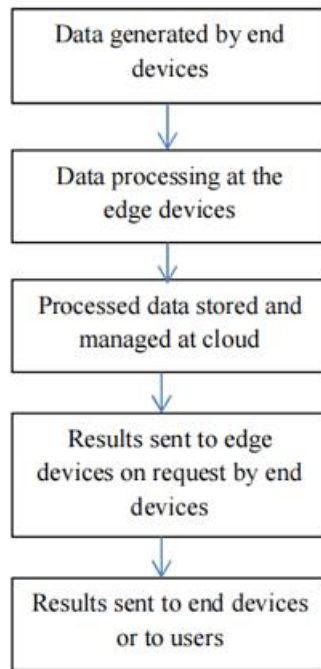 Data generated by end
devices
Data processing at the
edge devices
Processed data stored and
managed at cloud
Results sent to edge
devices on request by end
devices
Results sent to end devices
or to users